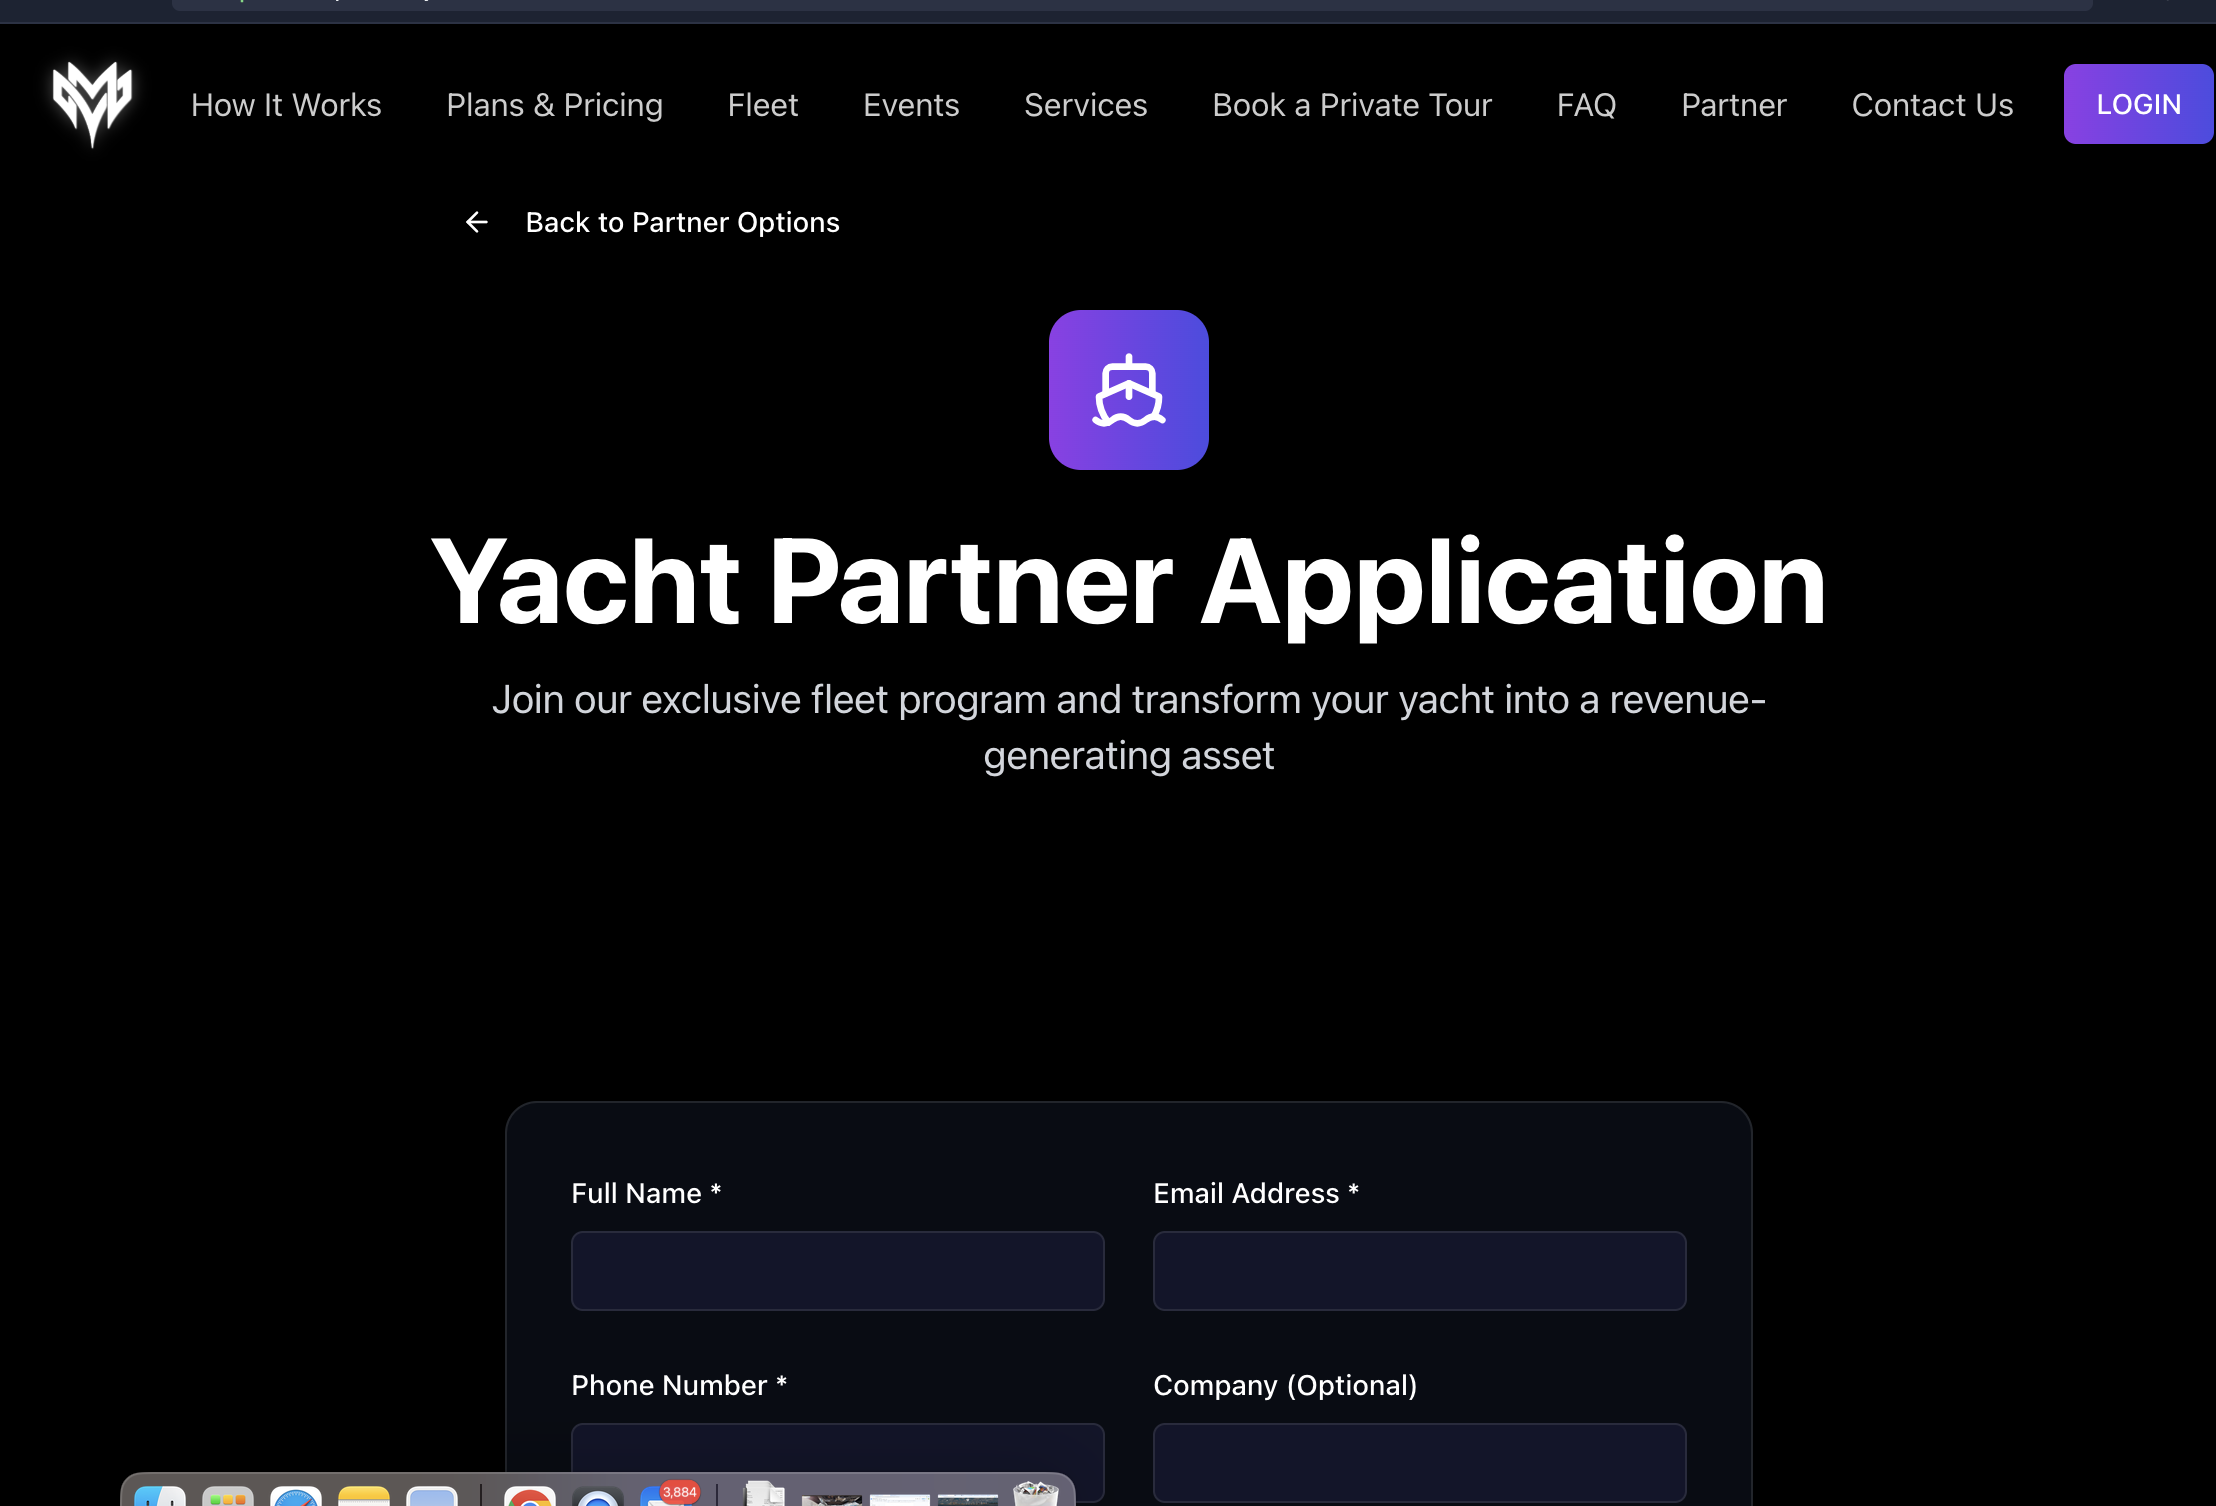 How It Works
Plans & Pricing
Fleet
Events
Services
Book a Private Tour
FAQ
Partner
Contact Us
LOGIN
Back to Partner Options
Yacht Partner Application
Join our exclusive fleet program and transform your yacht into a revenue-
generating asset
Full Name *
Email Address *
Phone Number *
Company (Optional)
3,884